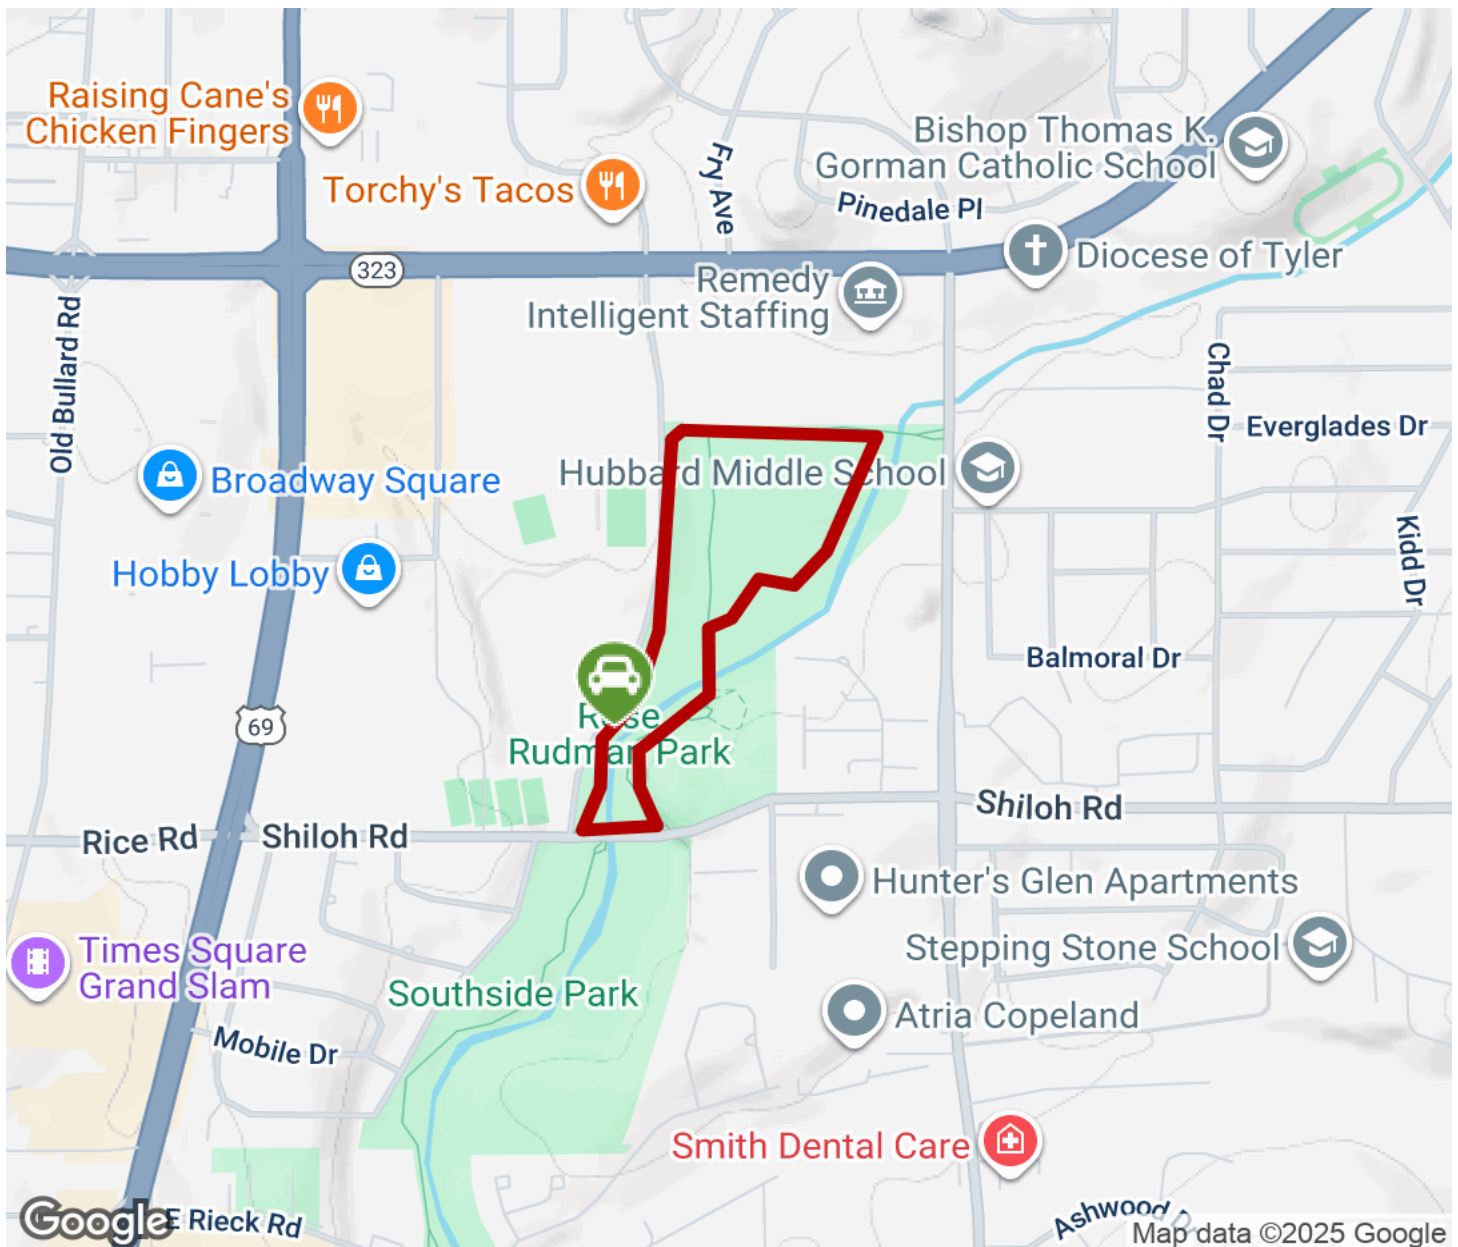 Raising Cane's
Chicken Fingers
Torchy's Tacos
Fry Ave
Bishop Thomas K.
Gorman Catholic School
Pinedale Pl
323
Diocese of Tyler
Remedy
Intelligent Staffing
Old Bullard Rd
Chad Dr
Everglades Dr
Hubbard Middle School
Broadway Square
Kidd Dr
Hobby Lobby
Balmoral Dr
69
Rose
Rudman Park
Shiloh Rd
Rice Rd
Shiloh Rd
Hunter's Glen Apartments
Stepping Stone School
Times Square
Grand Slam
Southside Park
Atria Copeland
Mobile Dr
Smith Dental Care
Google
E Rieck Rd
Ashwood
Map data ©2025 Google